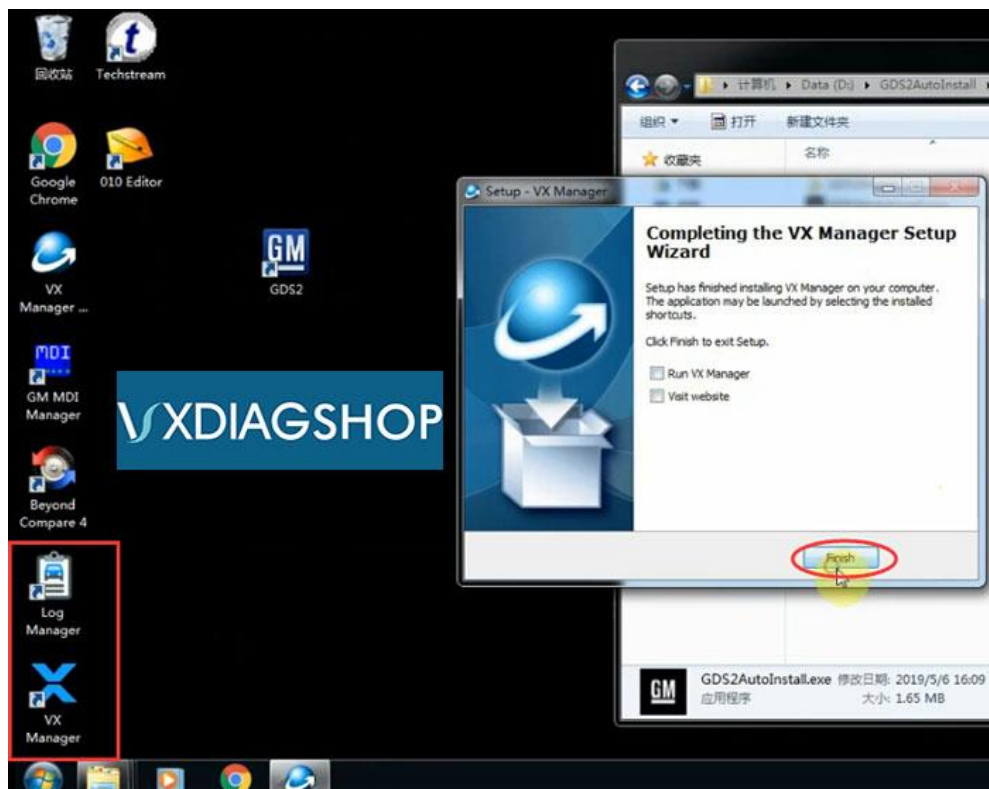 回收站
Techstream
Google
Chrome
010 Editor
VX
Manager ...
GM
GDS2
MDI
GM MDI
Manager
VXDIAGSHOP
Beyond
Compare 4
Log
Manager
VX
Manager
计算机 Data (D:) GDS2AutoInstall
组织 打开 新建文件夹
收藏夹 名称
Setup - VX Manager
Completing the VX Manager Setup
Wizard
Setup has finished installing VX Manager on your computer.
The application may be launched by selecting the installed
shortcuts.
Click Finish to exit Setup.
Run VX Manager
Visit website
Finish
GM
GDS2AutoInstall.exe 修改日期: 2019/5/6 16:09
应用程序 大小: 1.65 MB